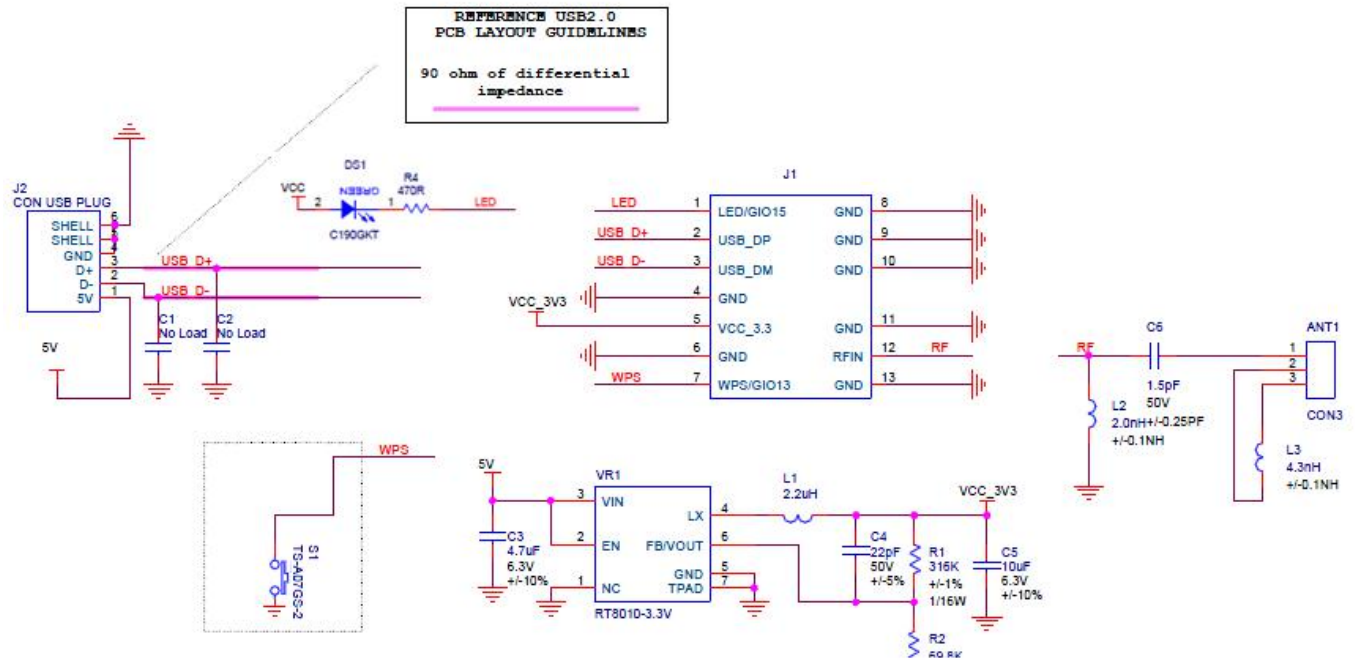 REFERENCE USB2.0
PCB LAYOUT GUIDELINES
90 ohm of differential
impedance
J2
CON USB PLUG
SHELL 6
SHELL
GND 4
D+ 3
D- 2
5V 1
5V
USB_D+
USB_D-
C1
No Load
C2
No Load
VCC
2
DS1
GREEN
1
C190GKT
R4
470R
LED
J1
LED 1 LED/GIO15
USB_D+ 2 USB_DP
USB_D- 3 USB_DM
4 GND
VCC_3V3 5 VCC_3.3
6 GND
WPS 7 WPS/GIO13
GND 8
GND 9
GND 10
GND 11
RFIN 12 RF
GND 13
RF
C6
1.5pF
50V
+/-0.25PF
L2
2.0nH
+/-0.1NH
ANT1
1
2
3
CON3
L3
4.3nH
+/-0.1NH
WPS
S1
TS-A07GS-2
5V
C3
4.7uF
6.3V
+/-10%
VR1
3 VIN
2 EN
1 NC
LX 4
FB/VOUT 6
GND 5
TPAD 7
RT8010-3.3V
L1
2.2uH
VCC_3V3
C4
22pF
50V
+/-5%
R1
316K
+/-1%
1/16W
C5
10uF
6.3V
+/-10%
R2